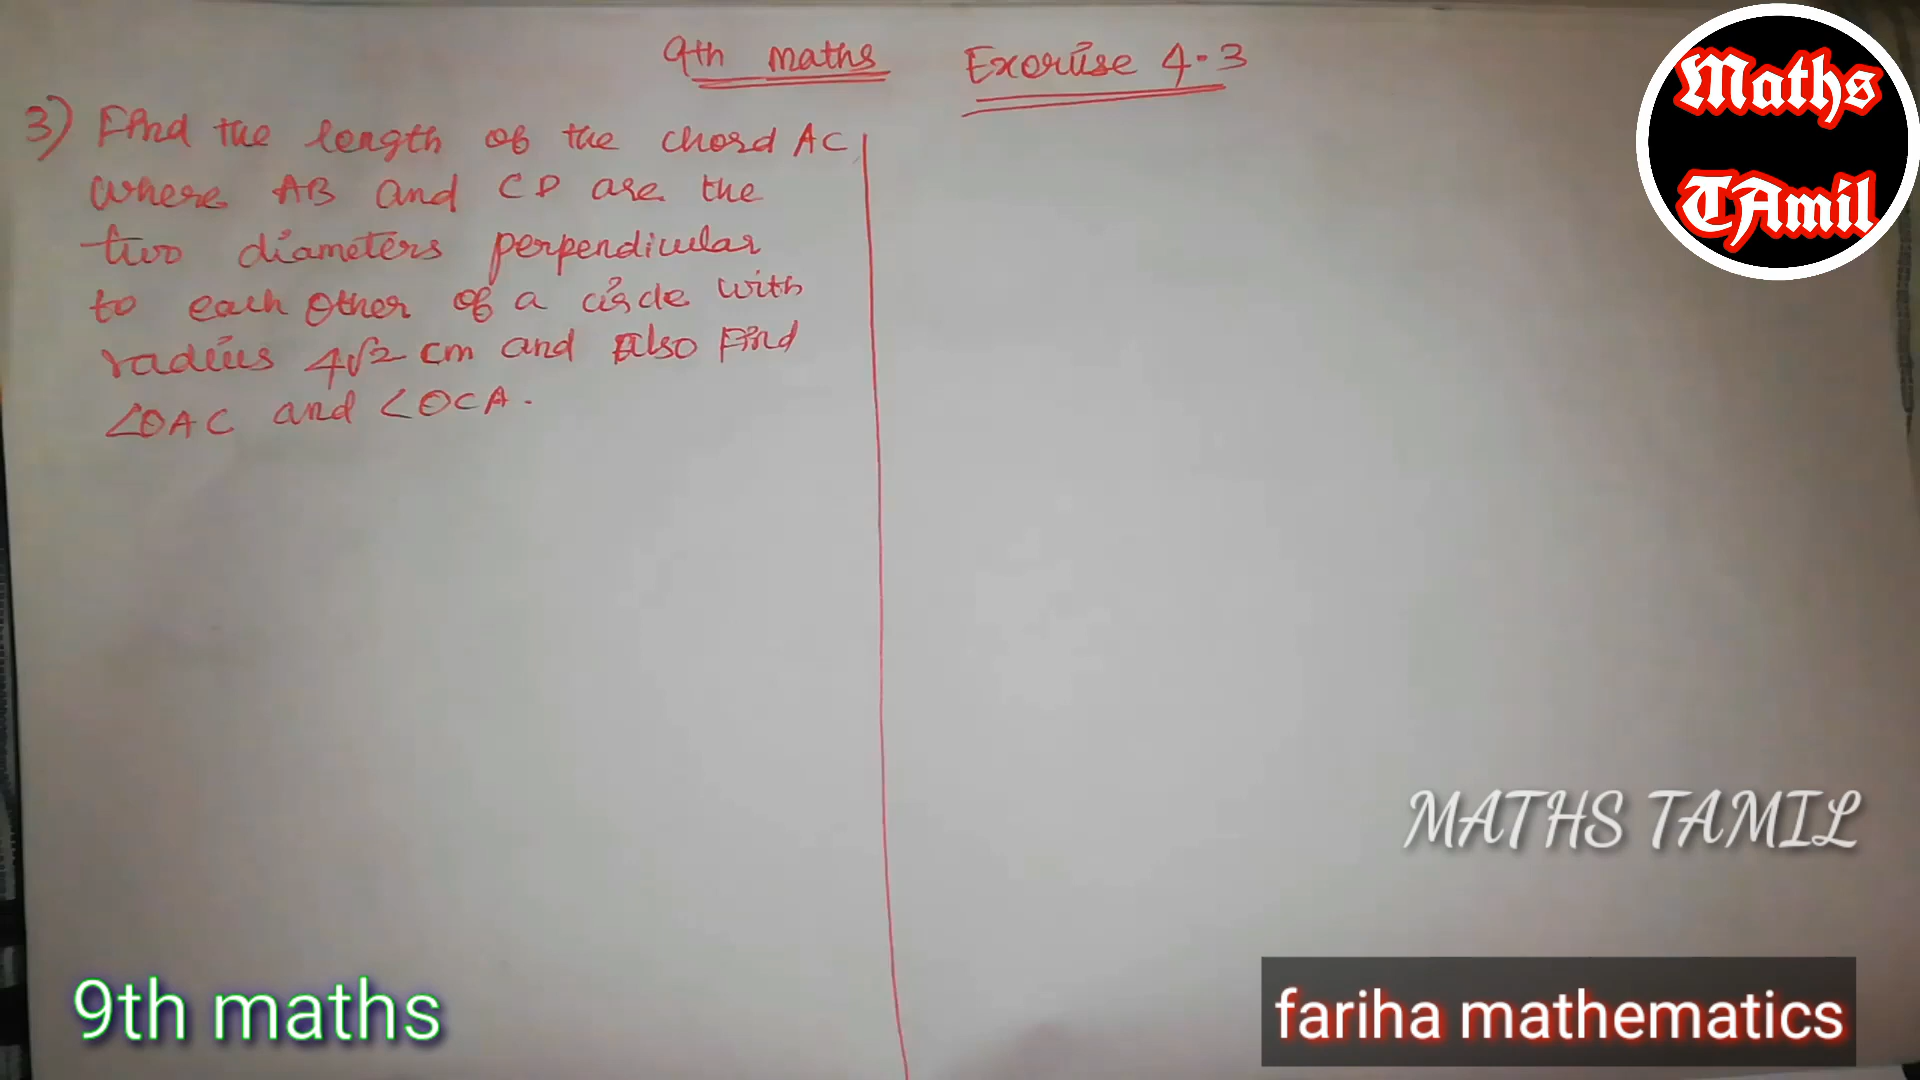 9th maths Exercise 4.3
3) Find the length of the chord AC
where AB and CD are the
two diameters perpendicular
to each other of a circle with
radius 4√2 cm and also find
∠OAC and ∠OCA.
Maths
TAmil
MATHS TAMIL
9th maths
fariha mathematics